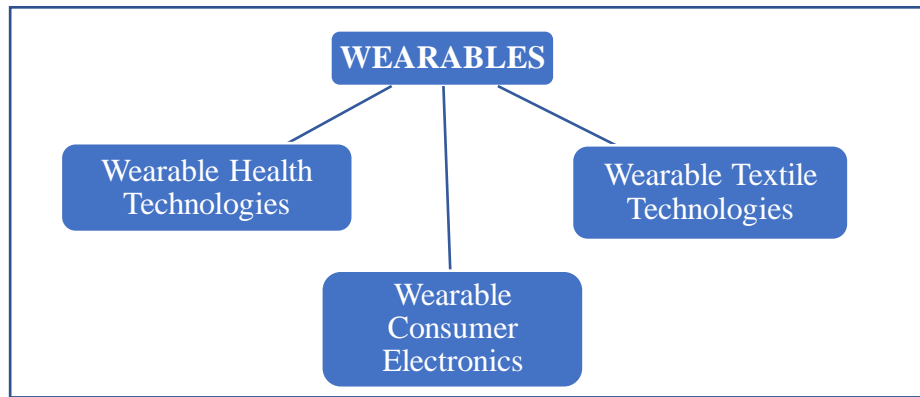 WEARABLES
Wearable Health
Technologies
Wearable Textile
Technologies
Wearable
Consumer
Electronics